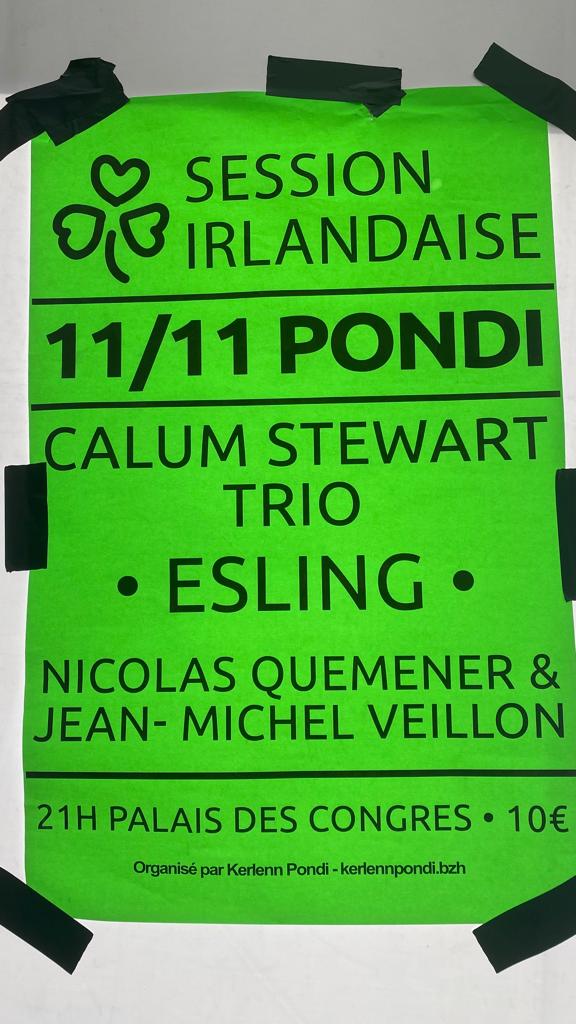 SESSION
IRLANDAISE
11/11 PONDI
CALUM STEWART
TRIO
• ESLING •
NICOLAS QUEMENER &
JEAN- MICHEL VEILLON
21H PALAIS DES CONGRES • 10€
Organisé par Kerlenn Pondi - kerlennpondi.bzh